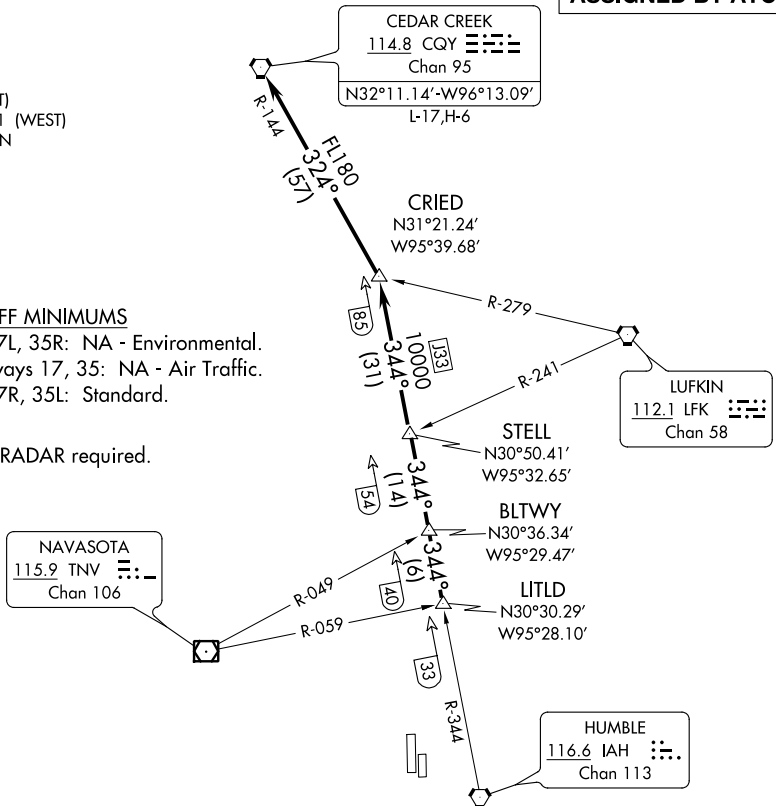 ASSIGNED BY ATC
CEDAR CREEK
114.8 CQY
Chan 95
N32°11.14'-W96°13.09'
L-17,H-6
T)
1 (WEST)
N
R-144
FL180
324°
(57)
CRIED
N31°21.24'
W95°39.68'
FF MINIMUMS
7L, 35R: NA - Environmental.
ways 17, 35: NA - Air Traffic.
7R, 35L: Standard.
RADAR required.
85
R-279
10000
344°
(31)
J33
R-241
LUFKIN
112.1 LFK
Chan 58
STELL
N30°50.41'
W95°32.65'
344°
(14)
54
BLTWY
N30°36.34'
W95°29.47'
344°
(6)
40
NAVASOTA
115.9 TNV
Chan 106
R-049
R-059
LITLD
N30°30.29'
W95°28.10'
33
R-344
HUMBLE
116.6 IAH
Chan 113